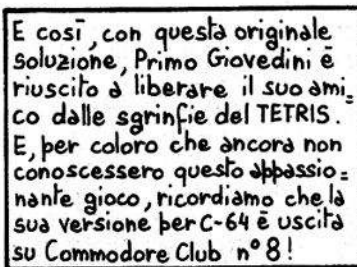 E così, con questa originale
soluzione, Primo Giovedini è
riuscito a liberare il suo ami=
co dalle sgrinfie del TETRIS.
E, per coloro che ancora non
conoscessero questo appassio=
nante gioco, ricordiamo che la
sua versione per C-64 è uscita
su Commodore Club n° 8!